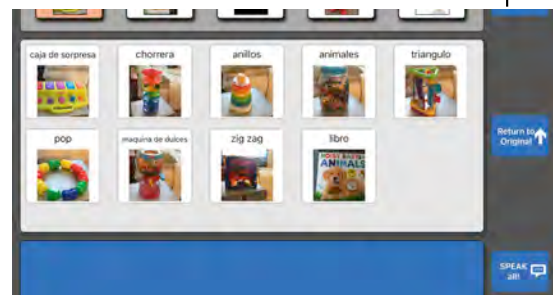 caja de sorpresa
chorrera
anillos
animales
triangulo
pop
maquina de dulces
zig zag
libro
ANIMALS
Return to
Original
SPEAK
all!